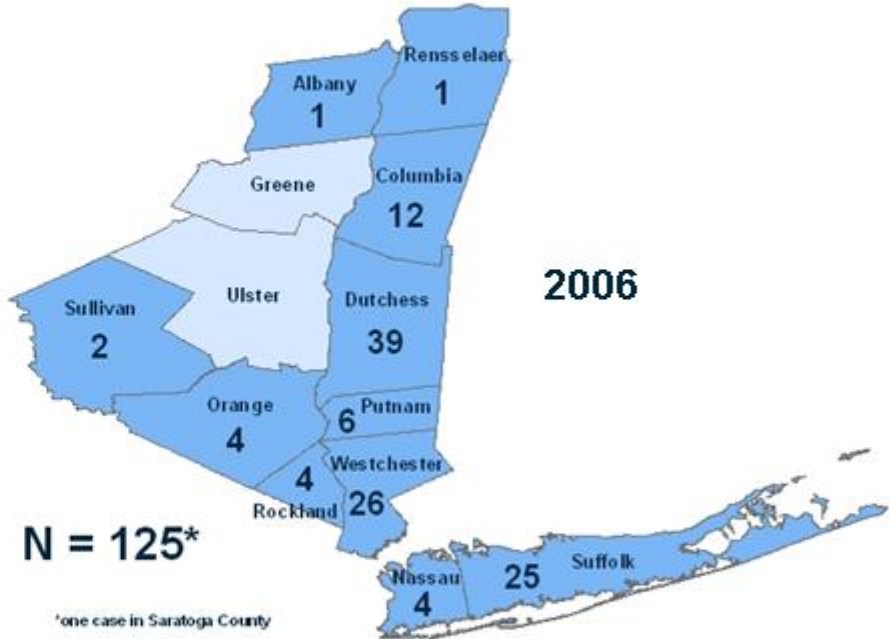 Rensselaer
1
Albany
1
Greene
Columbia
12
2006
Ulster
Dutchess
39
Sullivan
2
Orange
4
6 Putnam
Westchester
26
4
Rockland
N = 125*
Suffolk
25
Nassau
4
*one case in Saratoga County